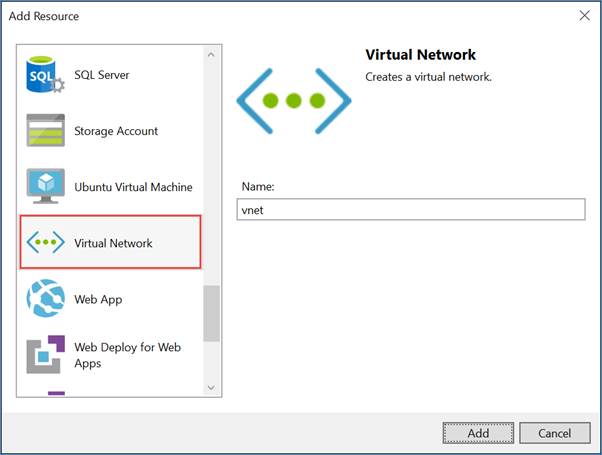 Add Resource
SQL
SQL Server
Storage Account
Ubuntu Virtual Machine
Virtual Network
Web App
Web Deploy for Web
Apps
Virtual Network
Creates a virtual network.
Name:
vnet
Add
Cancel